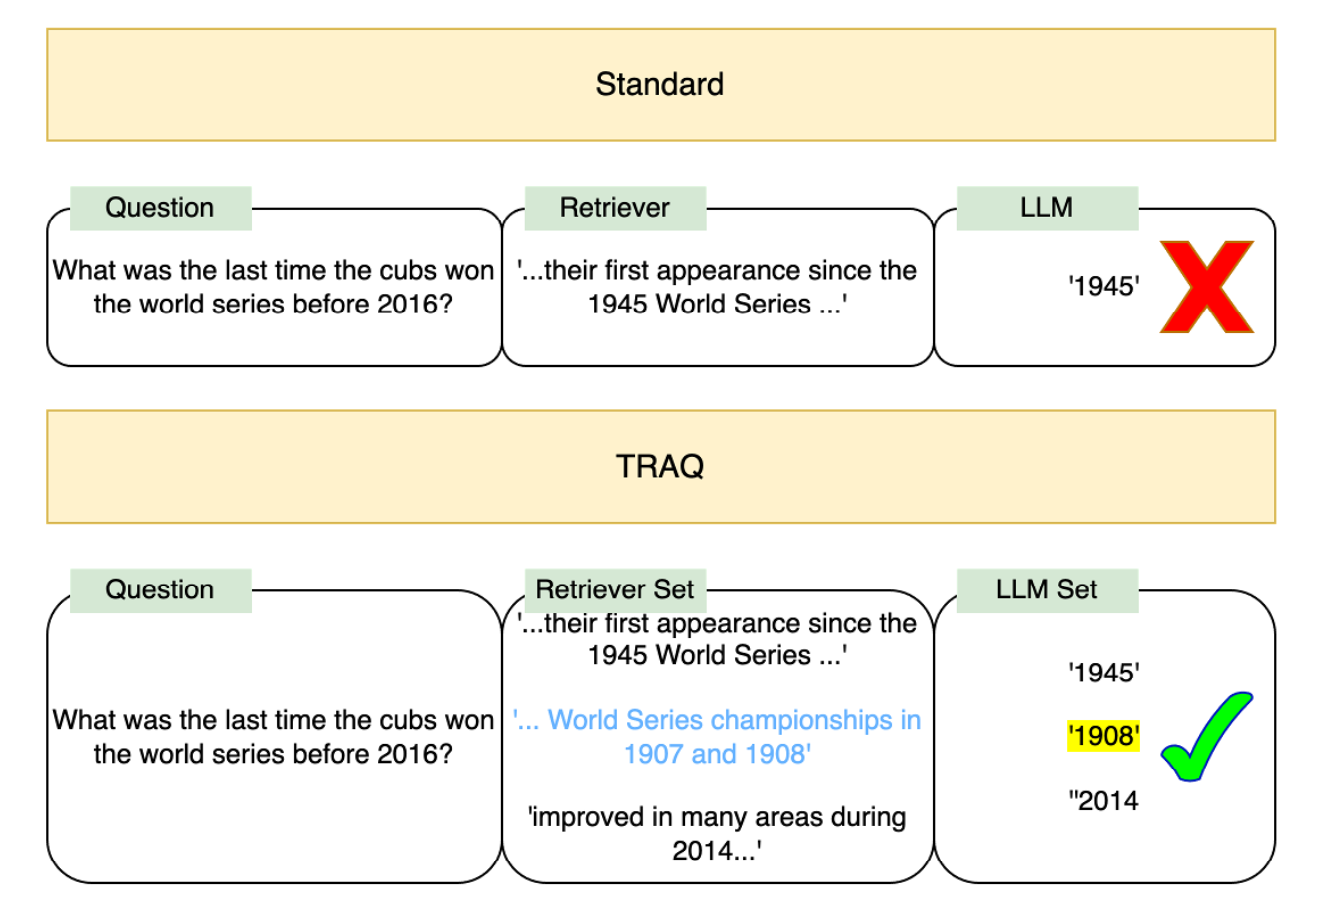 Standard
Question
Retriever
LLM
What was the last time the cubs won
the world series before 2016?
'...their first appearance since the
1945 World Series ...'
'1945'
TRAQ
Question
Retriever Set
LLM Set
What was the last time the cubs won
the world series before 2016?
'...their first appearance since the
1945 World Series ...'
'... World Series championships in
1907 and 1908'
'improved in many areas during
2014...'
'1945'
'1908'
"2014